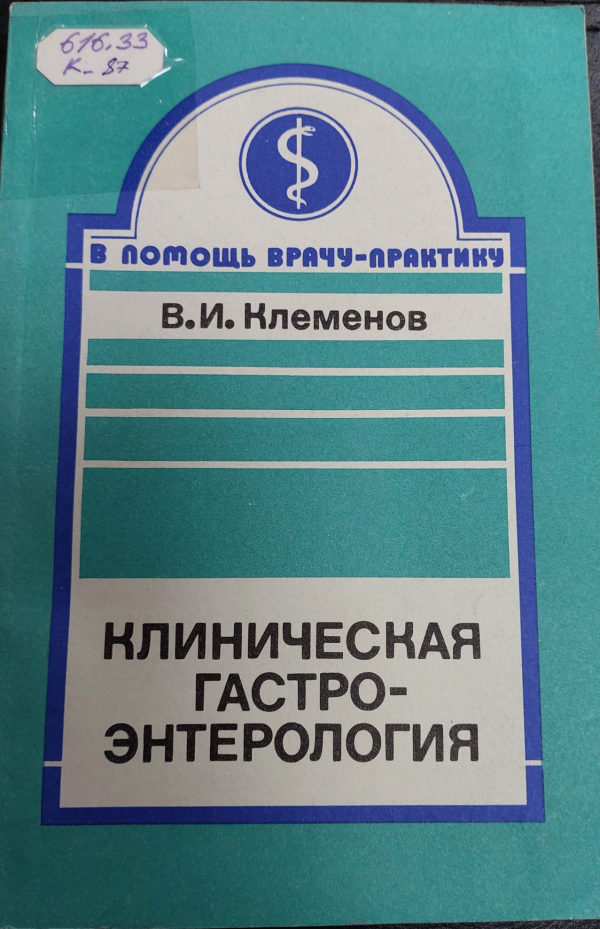 616.33
К-87
В ПОМОЩЬ ВРАЧУ-ПРАКТИКУ
В.И. Клеменов
КЛИНИЧЕСКАЯ
ГАСТРО-
ЭНТЕРОЛОГИЯ